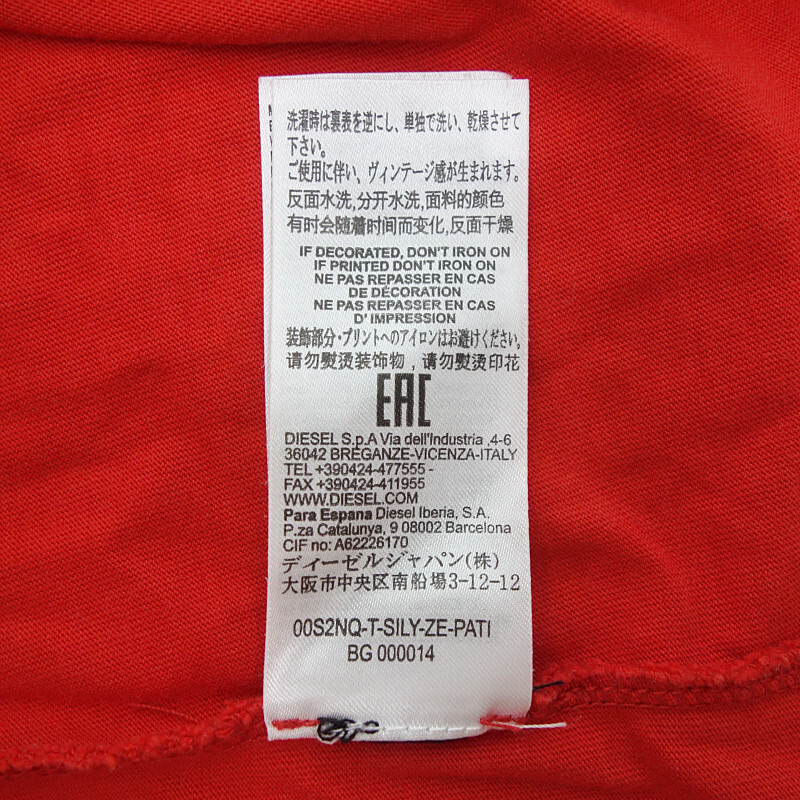 洗濯時は裏表を逆にし、単独で洗い、乾燥させて
下さい。
ご使用に伴い、ヴィンテージ感が生まれます。
反面水洗,分开水洗,面料的颜色
有时会随着时间而变化,反面干燥
IF DECORATED, DON'T IRON ON
IF PRINTED DON'T IRON ON
NE PAS REPASSER EN CAS
DE DÉCORATION
NE PAS REPASSER EN CAS
D' IMPRESSION
装飾部分・プリントへのアイロンはお避けください。
请勿熨烫装饰物，请勿熨烫印花
EAC
DIESEL S.p.A Via dell'Industria ,4-6
36042 BREGANZE-VICENZA-ITALY
TEL +390424-477555 -
FAX +390424-411955
WWW.DIESEL.COM
Para Espana Diesel Iberia, S.A.
P.za Catalunya, 9 08002 Barcelona
CIF no: A62226170
ディーゼルジャパン(株)
大阪市中央区南船場3-12-12
00S2NQ-T-SILY-ZE-PATI
BG 000014